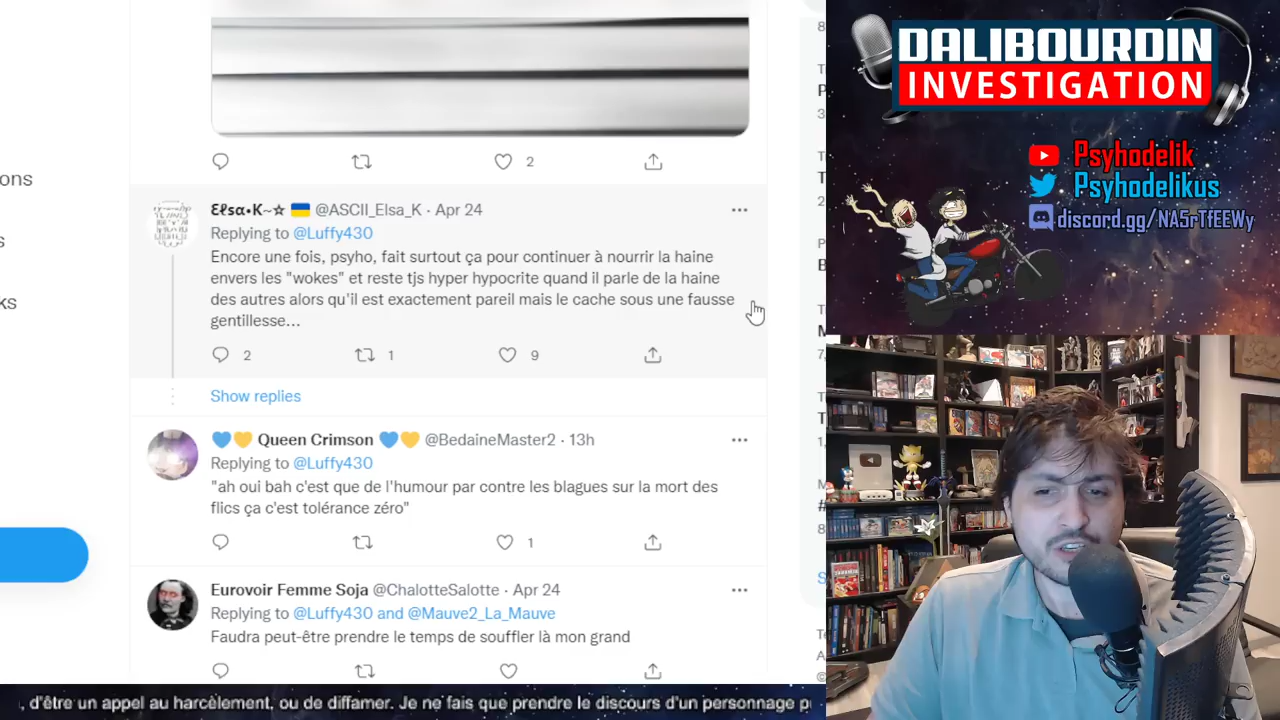 DALIBOURDIN
INVESTIGATION
Psyhodelik
Psyhodelikus
discord.gg/NA5rTfEEWy
ons
s
ks
2
Ɛℓsα•K~☆ 🇺🇦 @ASCII_Elsa_K · Apr 24
Replying to @Luffy430
Encore une fois, psyho, fait surtout ça pour continuer à nourrir la haine
envers les "wokes" et reste tjs hyper hypocrite quand il parle de la haine
des autres alors qu'il est exactement pareil mais le cache sous une fausse
gentillesse...
2 1 9
Show replies
💙💛 Queen Crimson 💙💛 @BedaineMaster2 · 13h
Replying to @Luffy430
"ah oui bah c'est que de l'humour par contre les blagues sur la mort des
flics ça c'est tolérance zéro"
1
Eurovoir Femme Soja @ChalotteSalotte · Apr 24
Replying to @Luffy430 and @Mauve2_La_Mauve
Faudra peut-être prendre le temps de souffler là mon grand
, d'être un appel au harcèlement, ou de diffamer. Je ne fais que prendre le discours d'un personnage